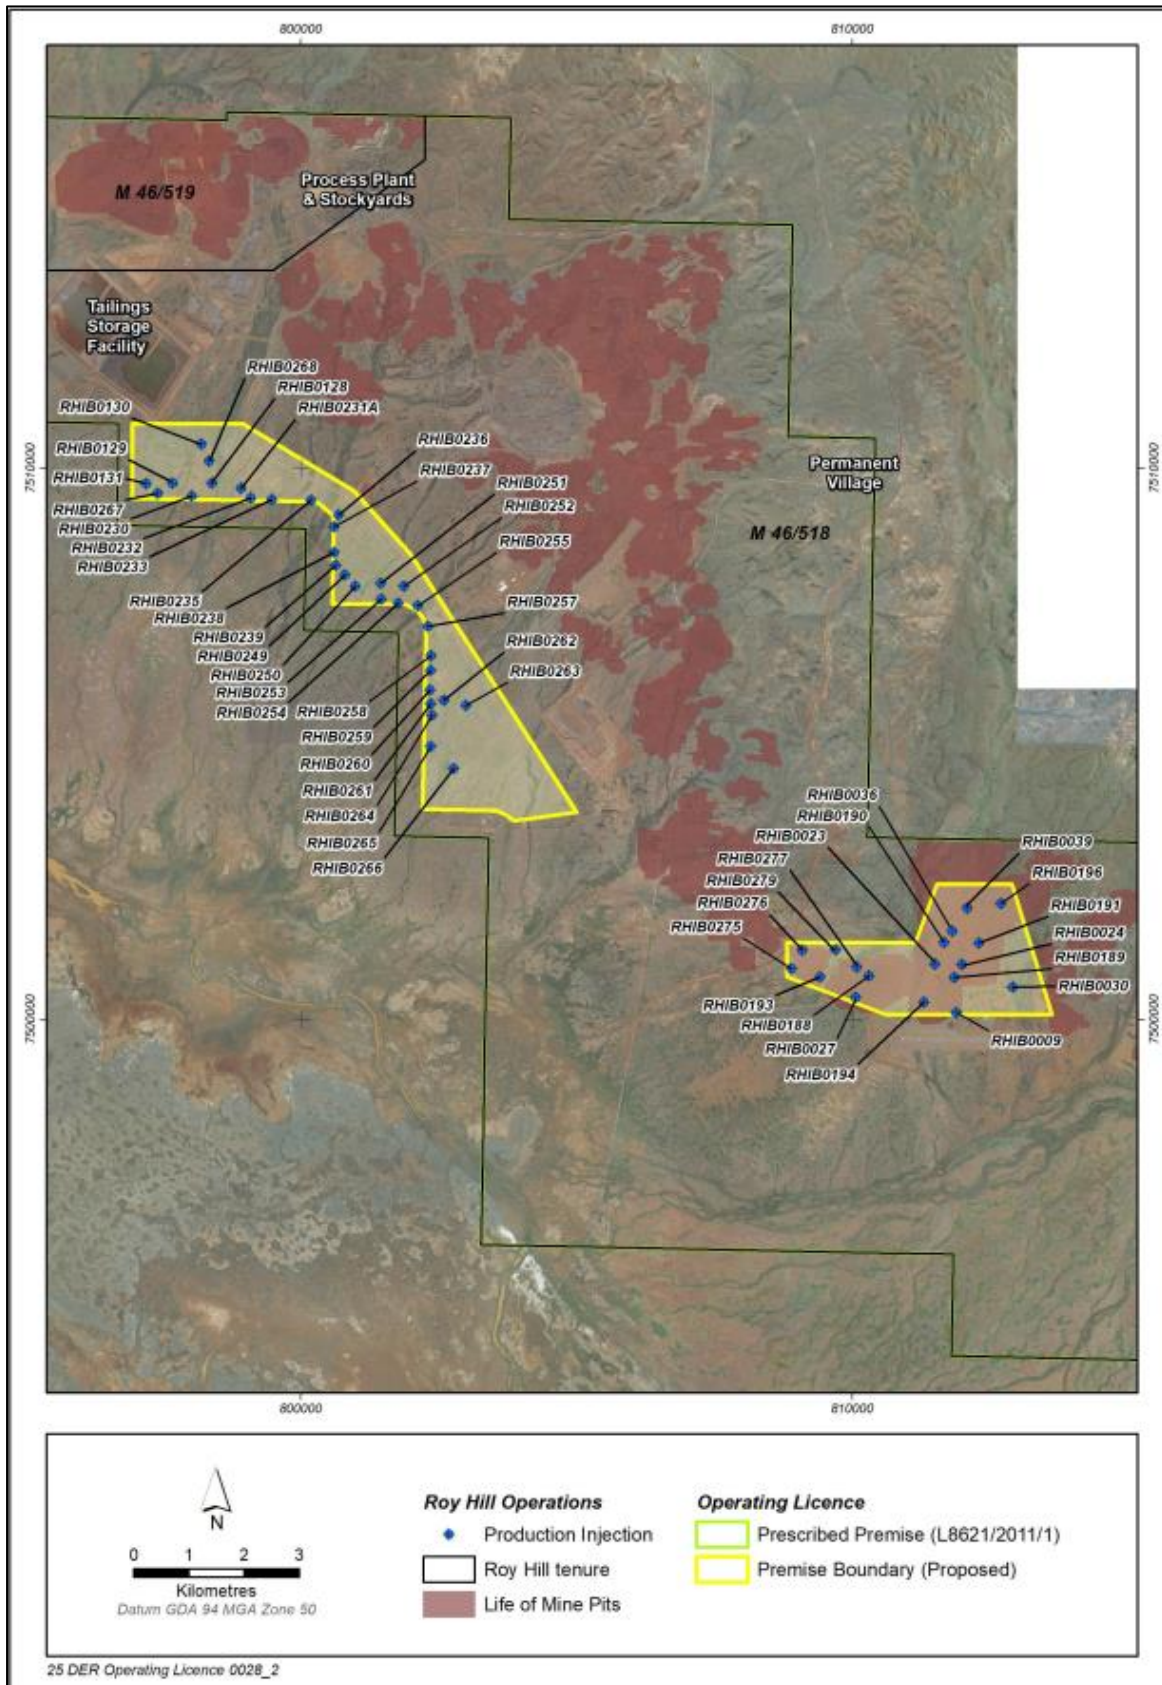 800000
810000
M 46/519
Process Plant
& Stockyards
Tailings
Storage
Facility
RHIB0268
RHIB0128
RHIB0231A
RHIB0130
RHIB0236
RHIB0129
RHIB0237
RHIB0131
RHIB0251
RHIB0267
RHIB0252
RHIB0230
RHIB0232
RHIB0255
RHIB0233
7510000
7510000
Permanent
Village
M 46/518
RHIB0235
RHIB0257
RHIB0238
RHIB0239
RHIB0262
RHIB0249
RHIB0263
RHIB0250
RHIB0253
RHIB0254
RHIB0258
RHIB0259
RHIB0260
RHIB0261
RHIB0264
RHIB0265
RHIB0266
RHIB0036
RHIB0190
RHIB0023
RHIB0039
RHIB0277
RHIB0196
RHIB0279
RHIB0276
RHIB0191
RHIB0275
RHIB0024
RHIB0189
RHIB0030
RHIB0193
RHIB0188
RHIB0027
RHIB0009
RHIB0194
7500000
7500000
800000
810000
N
0 1 2 3
Kilometres
Datum GDA 94 MGA Zone 50
Roy Hill Operations
Production Injection
Roy Hill tenure
Life of Mine Pits
Operating Licence
Prescribed Premise (L8621/2011/1)
Premise Boundary (Proposed)
25 DER Operating Licence 0028_2